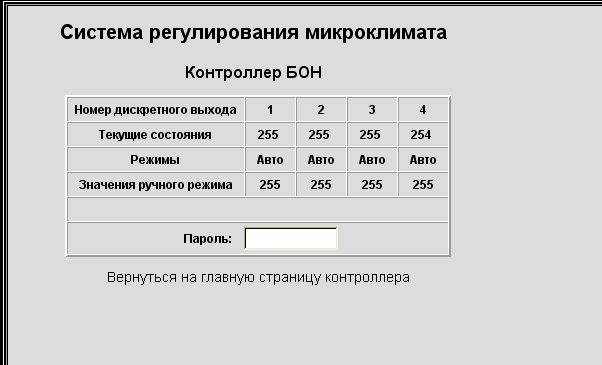 Система регулирования микроклимата
Контроллер БОН
Номер дискретного выхода 1 2 3 4
Текущие состояния 255 255 255 254
Режимы Авто Авто Авто Авто
Значения ручного режима 255 255 255 255
Пароль:
Вернуться на главную страницу контроллера